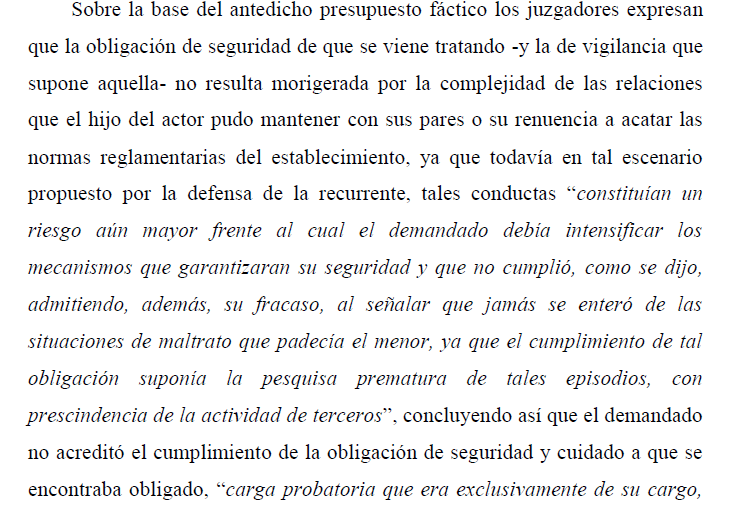 Sobre la base del antedicho presupuesto fáctico los juzgadores expresan
que la obligación de seguridad de que se viene tratando -y la de vigilancia que
supone aquella- no resulta morigerada por la complejidad de las relaciones
que el hijo del actor pudo mantener con sus pares o su renuencia a acatar las
normas reglamentarias del establecimiento, ya que todavía en tal escenario
propuesto por la defensa de la recurrente, tales conductas “constituían un
riesgo aún mayor frente al cual el demandado debía intensificar los
mecanismos que garantizaran su seguridad y que no cumplió, como se dijo,
admitiendo, además, su fracaso, al señalar que jamás se enteró de las
situaciones de maltrato que padecía el menor, ya que el cumplimiento de tal
obligación suponía la pesquisa prematura de tales episodios, con
prescindencia de la actividad de terceros”, concluyendo así que el demandado
no acreditó el cumplimiento de la obligación de seguridad y cuidado a que se
encontraba obligado, “carga probatoria que era exclusivamente de su cargo,